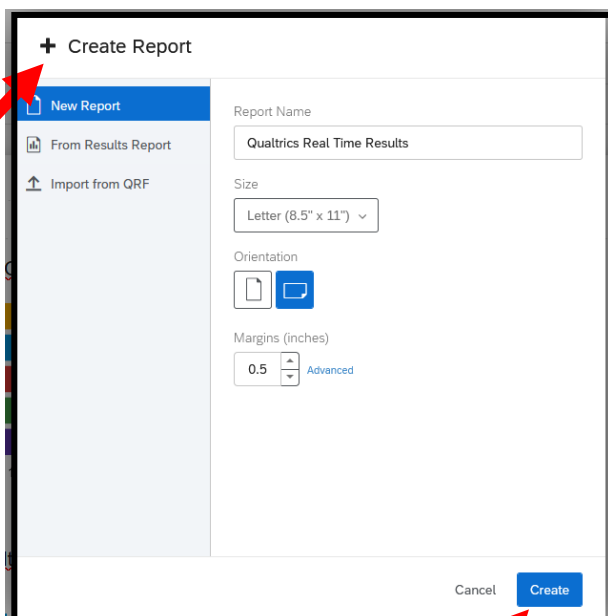 Create Report
New Report
From Results Report
Import from QRF
Report Name
Qualtrics Real Time Results
Size
Letter (8.5" x 11")
Orientation
Margins (inches)
0.5
Advanced
Cancel
Create